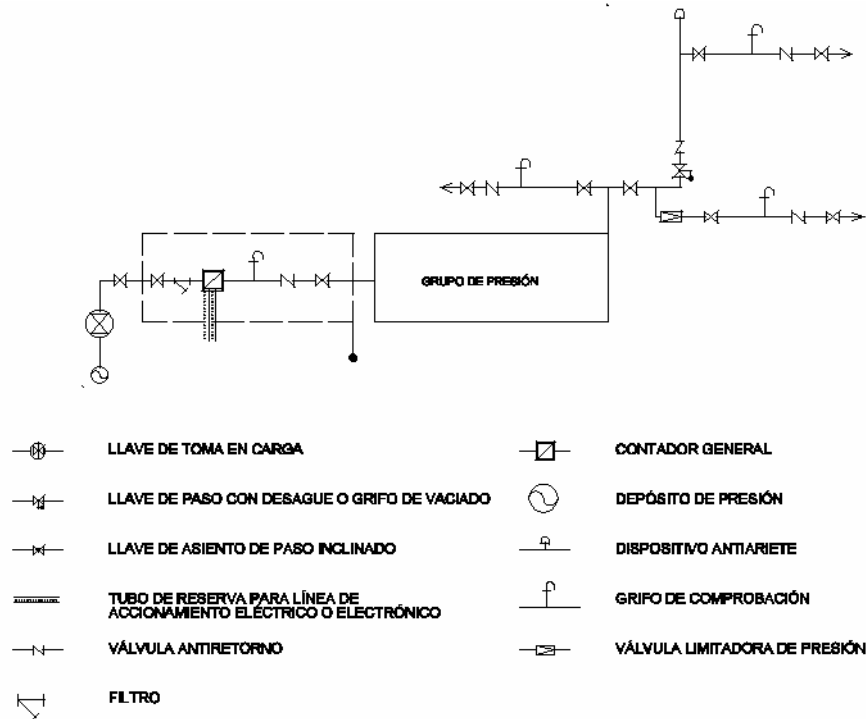 GRUPO DE PRESIÓN
LLAVE DE TOMA EN CARGA
CONTADOR GENERAL
LLAVE DE PASO CON DESAGUE O GRIFO DE VACIADO
DEPÓSITO DE PRESIÓN
LLAVE DE ASIENTO DE PASO INCLINADO
DISPOSITIVO ANTIARIETE
TUBO DE RESERVA PARA LÍNEA DE
ACCIONAMIENTO ELÉCTRICO O ELECTRÓNICO
GRIFO DE COMPROBACIÓN
VÁLVULA ANTIRETORNO
VÁLVULA LIMITADORA DE PRESIÓN
FILTRO